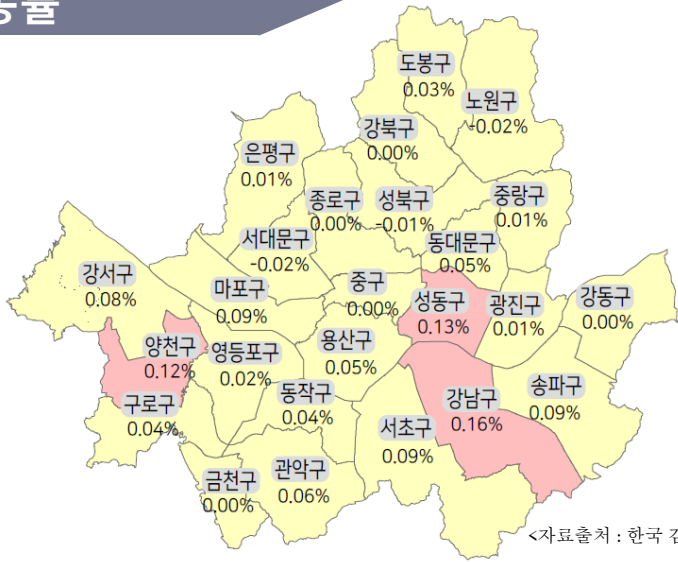 동률
도봉구
0.03%
노원구
-0.02%
강북구
0.00%
은평구
0.01%
종로구
0.00%
성북구
-0.01%
중랑구
0.01%
서대문구
-0.02%
동대문구
0.05%
강서구
0.08%
마포구
0.09%
중구
0.00%
성동구
0.13%
광진구
0.01%
강동구
0.00%
양천구
0.12%
영등포구
0.02%
용산구
0.05%
구로구
0.04%
동작구
0.04%
강남구
0.16%
송파구
0.09%
서초구
0.09%
금천구
0.00%
관악구
0.06%
<자료출처 : 한국